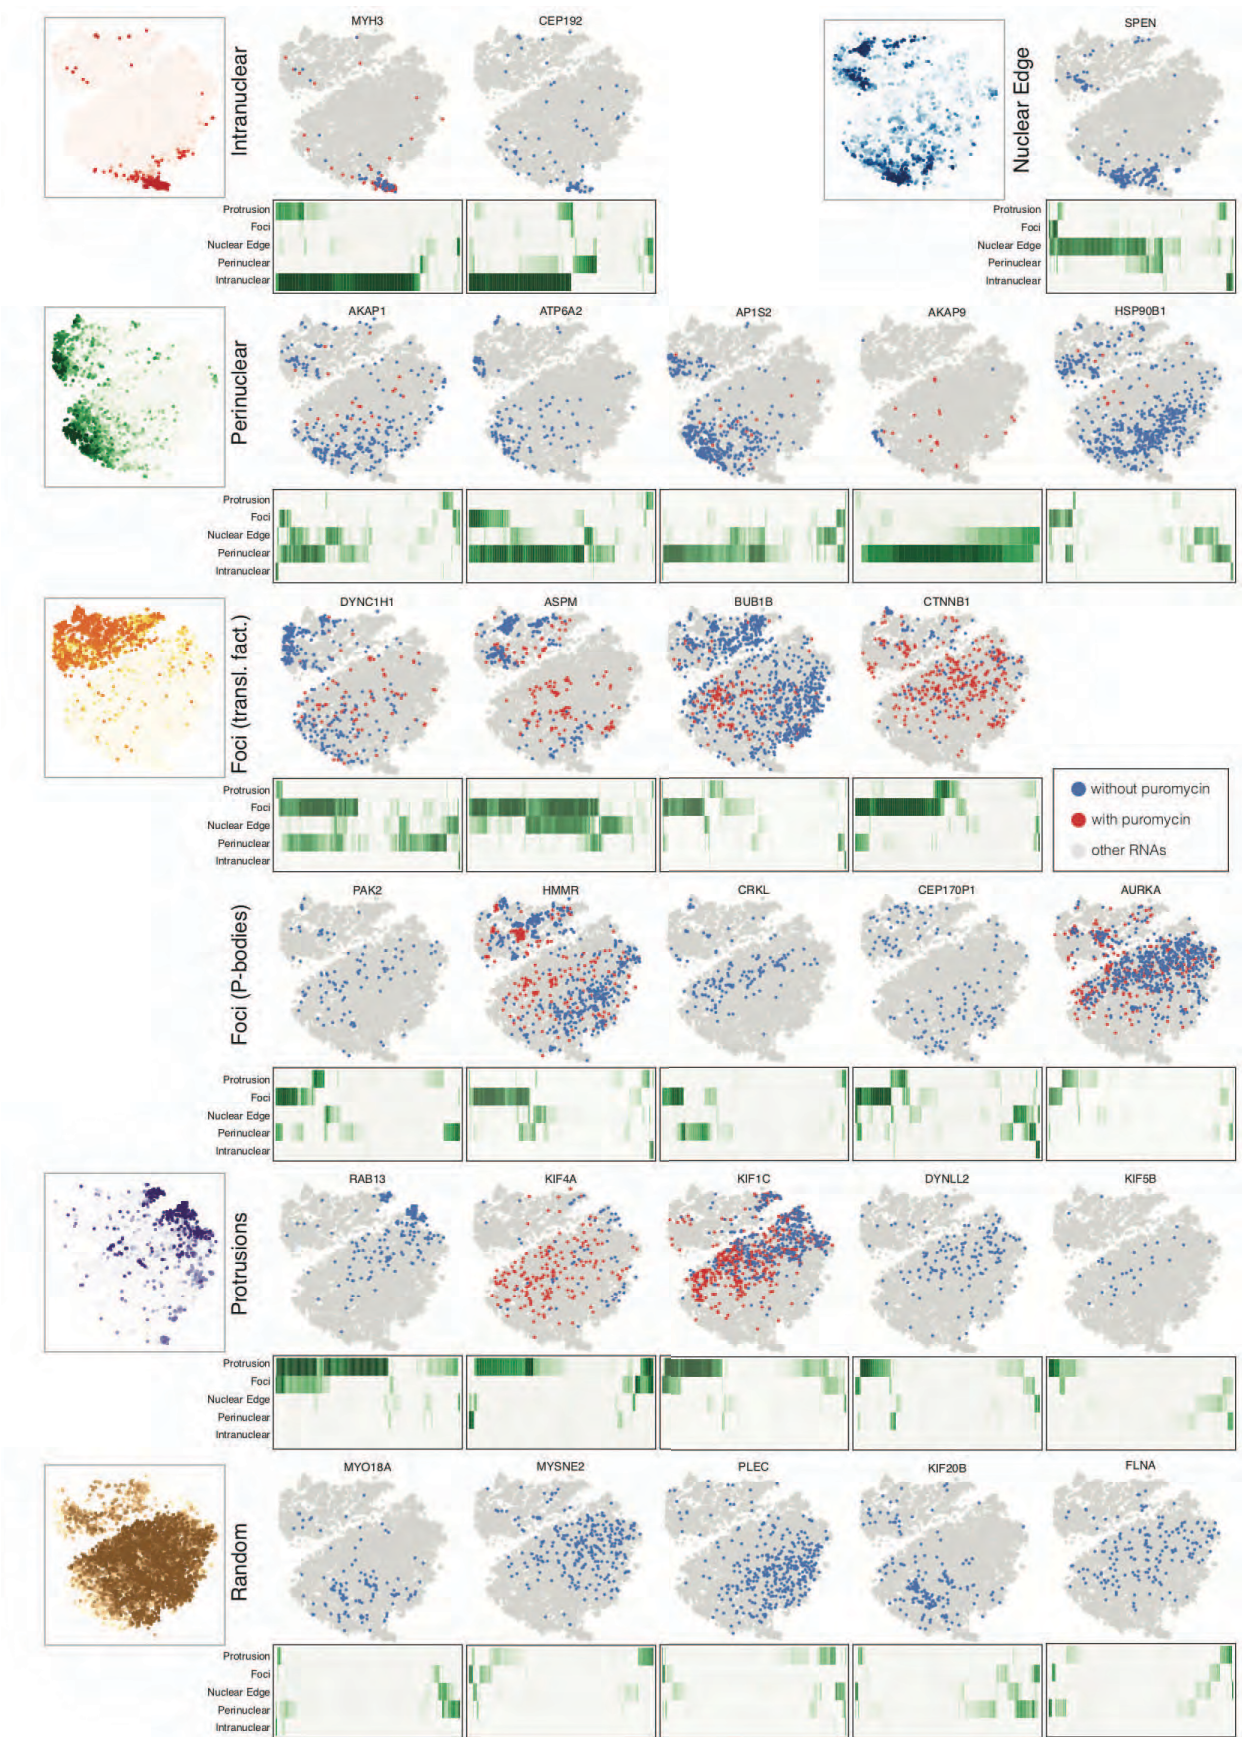 MYH3 CEP192 SPEN
Intranuclear
Nuclear Edge
Protrusion
Foci
Nuclear Edge
Perinuclear
Intranuclear
Protrusion
Foci
Nuclear Edge
Perinuclear
Intranuclear
AKAP1 ATP6A2 AP1S2 AKAP9 HSP90B1
Perinuclear
Protrusion
Foci
Nuclear Edge
Perinuclear
Intranuclear
DYNC1H1 ASPM BUB1B CTNNB1
Foci (transl. fact.)
Protrusion
Foci
Nuclear Edge
Perinuclear
Intranuclear
without puromycin
with puromycin
other RNAs
PAK2 HMMR CRKL CEP170P1 AURKA
Foci (P-bodies)
Protrusion
Foci
Nuclear Edge
Perinuclear
Intranuclear
RAB13 KIF4A KIF1C DYNLL2 KIF5B
Protrusions
Protrusion
Foci
Nuclear Edge
Perinuclear
Intranuclear
MYO18A MYSNE2 PLEC KIF20B FLNA
Random
Protrusion
Foci
Nuclear Edge
Perinuclear
Intranuclear